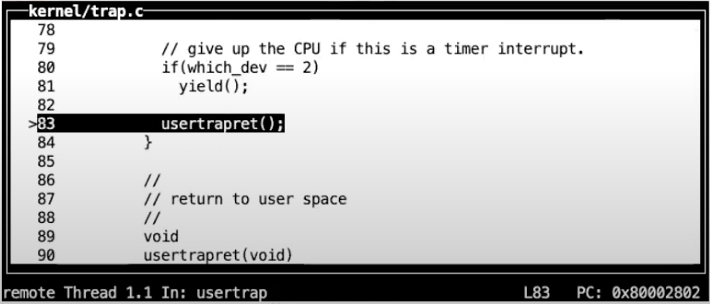 kernel/trap.c
78
79 // give up the CPU if this is a timer interrupt.
80 if(which_dev == 2)
81 yield();
82
>83 usertrapret();
84 }
85
86 //
87 // return to user space
88 //
89 void
90 usertrapret(void)
remote Thread 1.1 In: usertrap L83 PC: 0x80002802